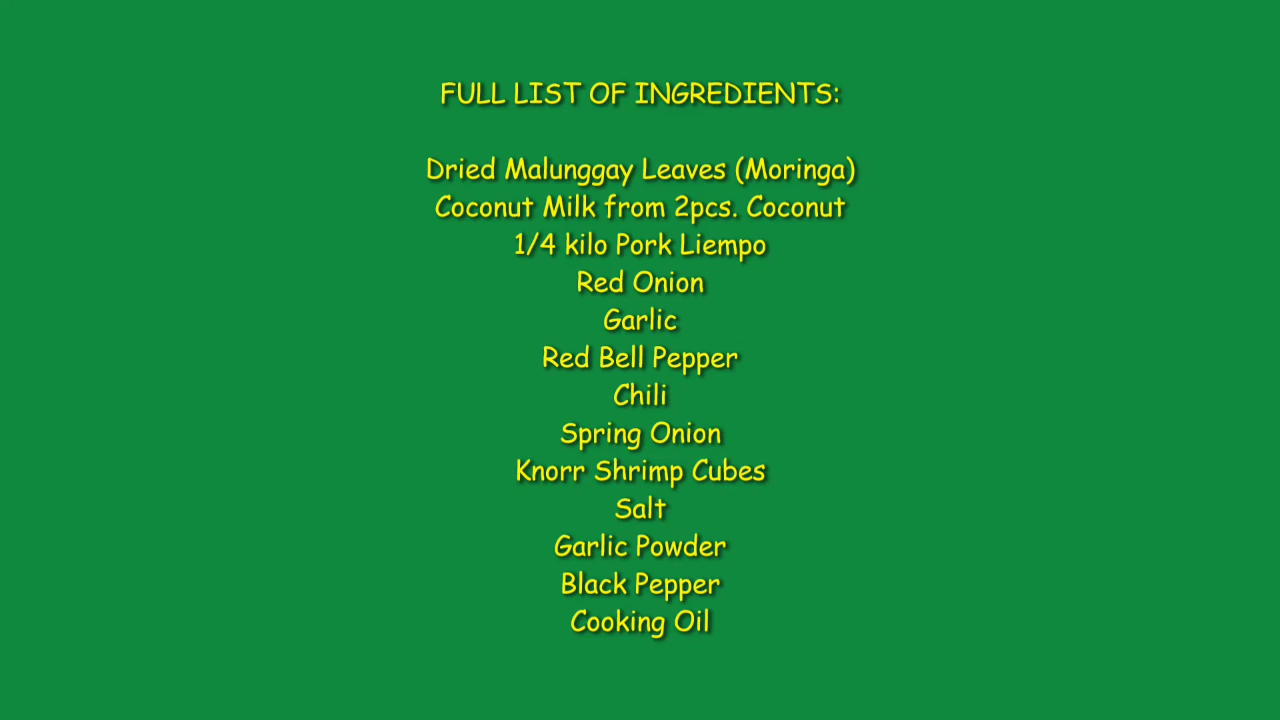 FULL LIST OF INGREDIENTS:
Dried Malunggay Leaves (Moringa)
Coconut Milk from 2pcs. Coconut
1/4 kilo Pork Liempo
Red Onion
Garlic
Red Bell Pepper
Chili
Spring Onion
Knorr Shrimp Cubes
Salt
Garlic Powder
Black Pepper
Cooking Oil